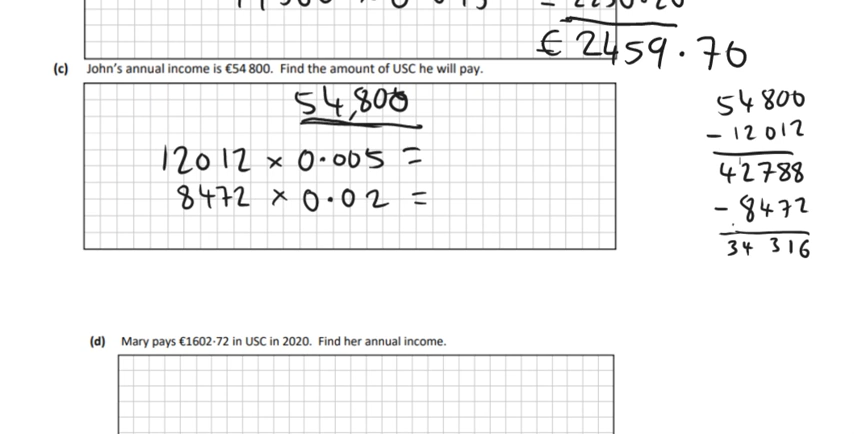 € 2459.70
(c) John's annual income is €54 800. Find the amount of USC he will pay.
54,800
12012 × 0.005 =
8472 × 0.02 =
54800
- 12012
42788
- 8472
34 316
(d) Mary pays €1602·72 in USC in 2020. Find her annual income.